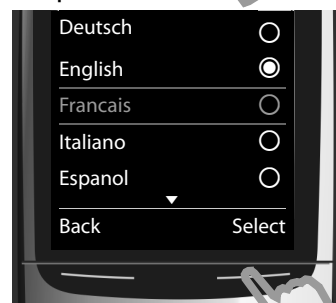 Deutsch
English
Francais
Italiano
Espanol
Back Select